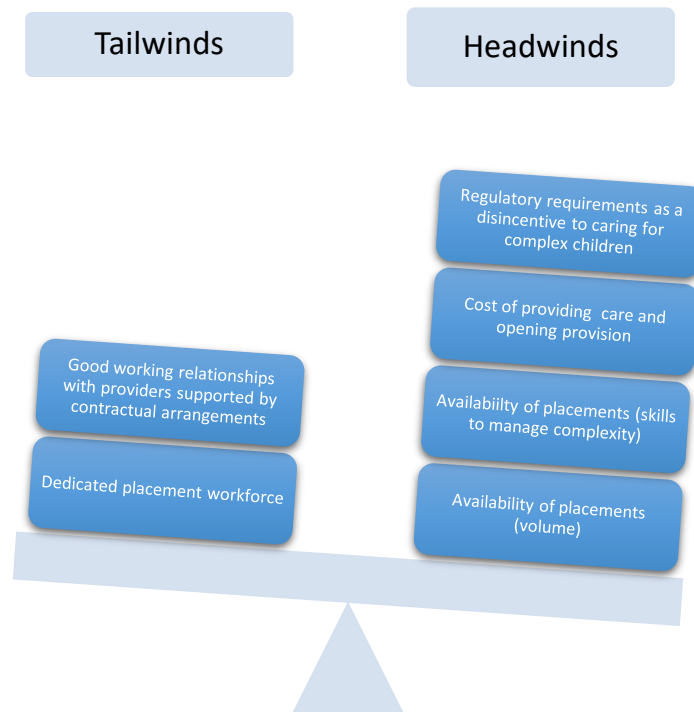 Tailwinds
Headwinds
Regulatory requirements as a
disincentive to caring for
complex children
Cost of providing care and
opening provision
Availabiilty of placements (skills
to manage complexity)
Availability of placements
(volume)
Good working relationships
with providers supported by
contractual arrangements
Dedicated placement workforce